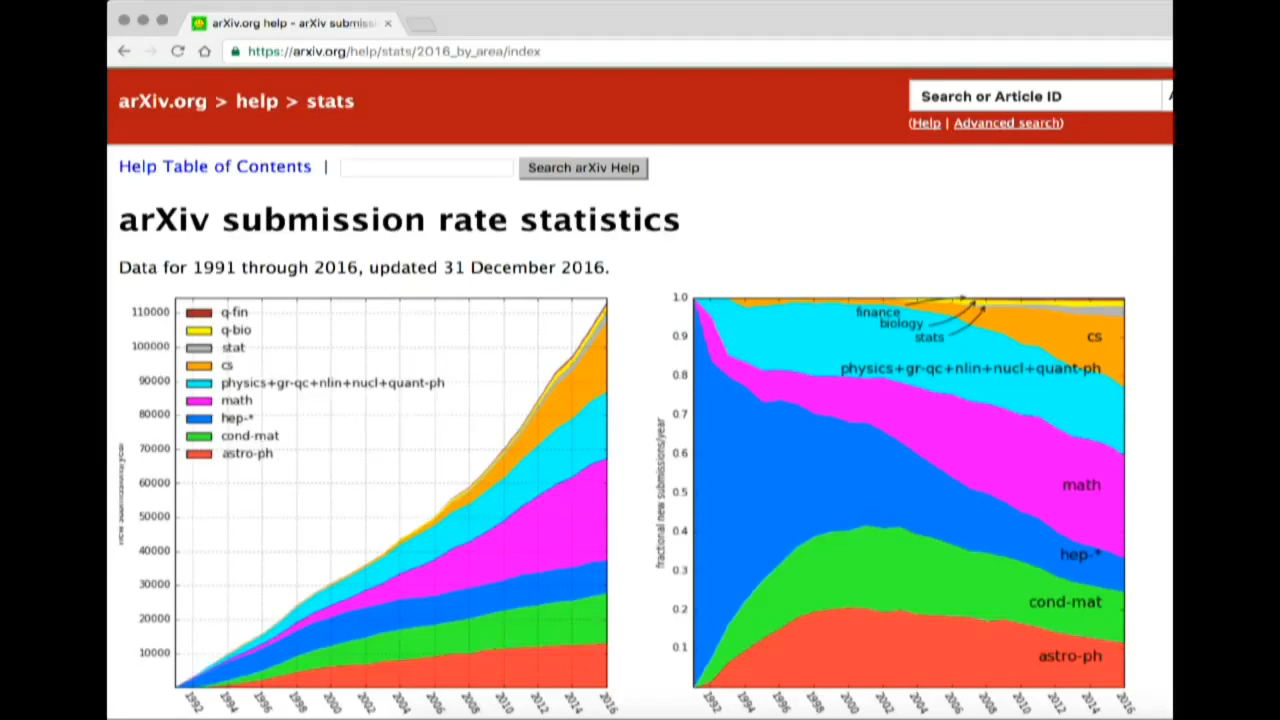 arXiv.org help - arXiv submiss
https://arxiv.org/help/stats/2016_by_area/index
arXiv.org > help > stats
Search or Article ID
(Help | Advanced search)
Help Table of Contents |
Search arXiv Help
arXiv submission rate statistics
Data for 1991 through 2016, updated 31 December 2016.
110000
100000
90000
80000
70000
60000
50000
40000
30000
20000
10000
q-fin
q-bio
stat
cs
physics+gr-qc+nlin+nucl+quant-ph
math
hep-*
cond-mat
astro-ph
1992 1994 1996 1998 2000 2002 2004 2006 2008 2010 2012 2014 2016
fractional new submissions/year
1.0
0.9
0.8
0.7
0.6
0.5
0.4
0.3
0.2
0.1
finance
biology
stats
cs
physics+gr-qc+nlin+nucl+quant-ph
math
hep-*
cond-mat
astro-ph
1992 1994 1996 1998 2000 2002 2004 2006 2008 2010 2012 2014 2016